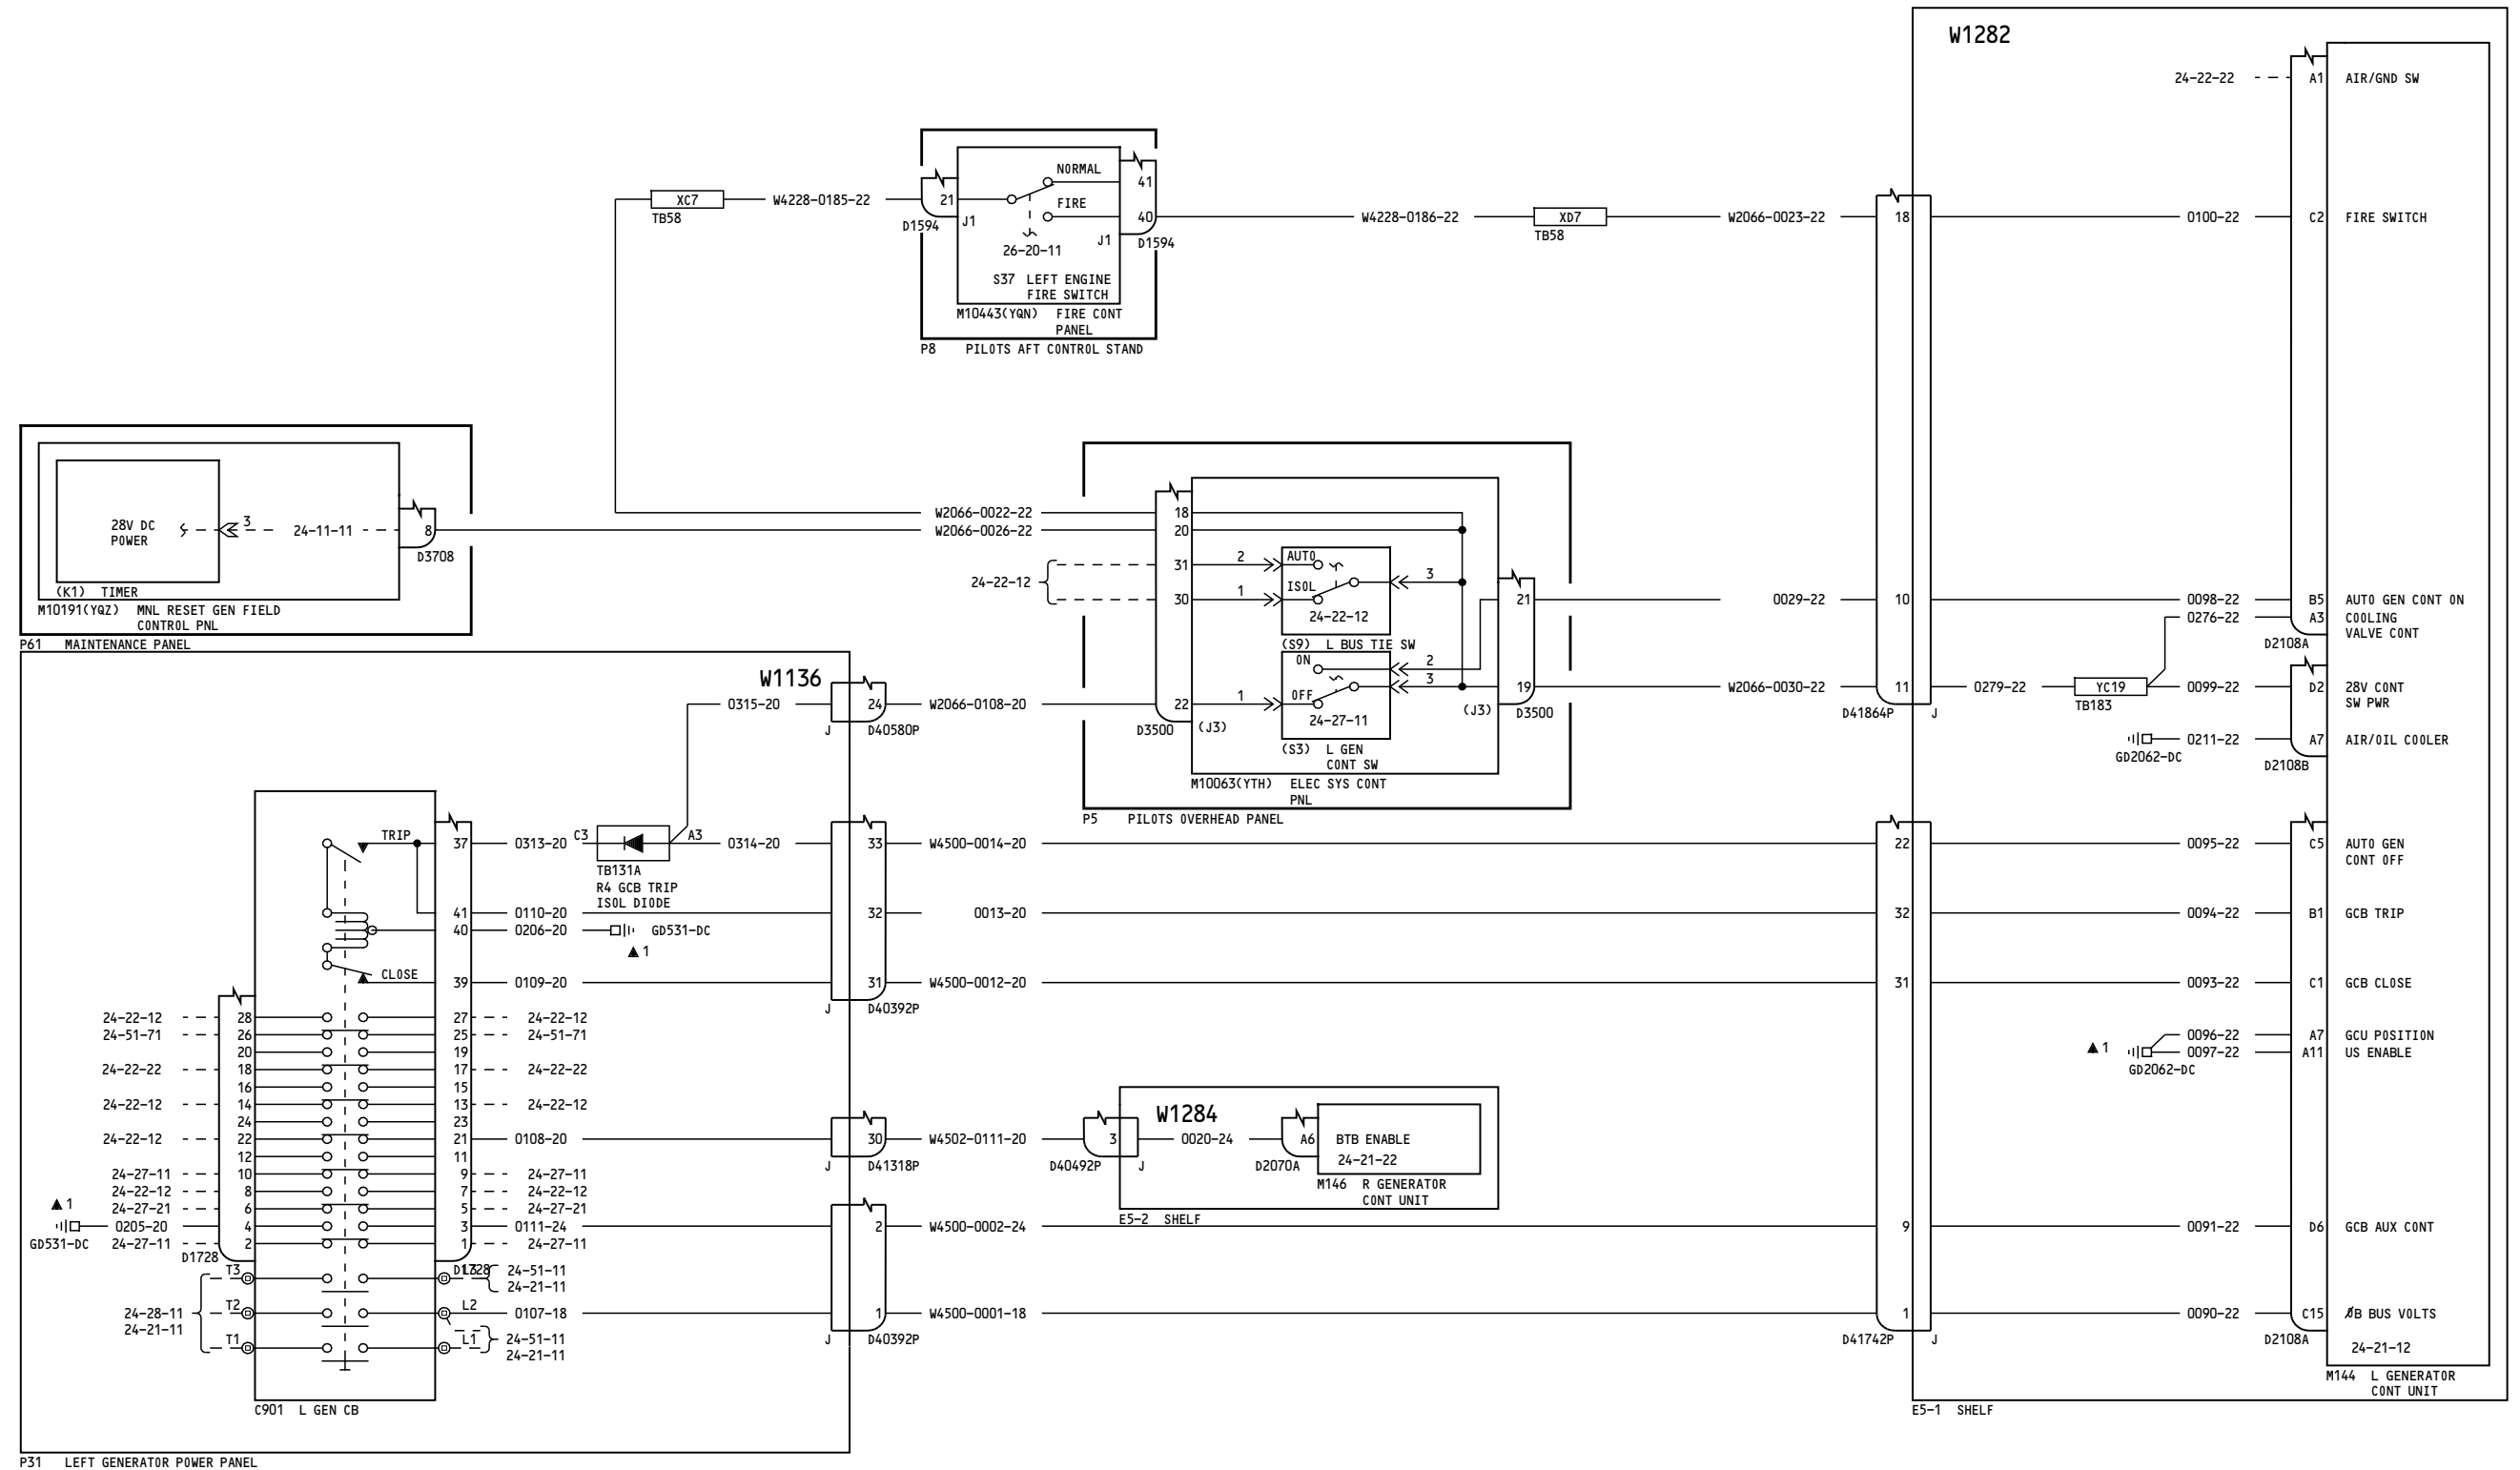 W1282
24-22-22 A1 AIR/GND SW
NORMAL
41
XC7 W4228-0185-22 21
TB58
D1594 J1
FIRE
40 W4228-0186-22 XD7 W2066-0023-22 18 0100-22 C2 FIRE SWITCH
J1 D1594
TB58
26-20-11
S37 LEFT ENGINE
FIRE SWITCH
M10443(YQN) FIRE CONT
PANEL
P8 PILOTS AFT CONTROL STAND
28V DC
POWER
3
24-11-11
8
D3708
(K1) TIMER
M10191(YQZ) MNL RESET GEN FIELD
CONTROL PNL
P61 MAINTENANCE PANEL
W2066-0022-22 18
W2066-0026-22 20
24-22-12
31 2 AUTO
30 1 ISOL
3
24-22-12
(S9) L BUS TIE SW
21 0029-22 10 0098-22 B5 AUTO GEN CONT ON
0276-22 A3 COOLING
VALVE CONT
D2108A
ON 2
3
19 W2066-0030-22 11 0279-22 YC19 0099-22 D2 28V CONT
SW PWR
TB183
D41864P J
22 1 OFF
24-27-11
D3500 (J3)
(J3) D3500
(S3) L GEN
CONT SW
M10063(YTH) ELEC SYS CONT
PNL
P5 PILOTS OVERHEAD PANEL
GD2062-DC 0211-22 A7 AIR/OIL COOLER
D2108B
W1136
0315-20 24 W2066-0108-20
J D40580P
TRIP 37 0313-20 C3 A3 0314-20 33 W4500-0014-20 22 0095-22 C5 AUTO GEN
CONT OFF
TB131A
R4 GCB TRIP
ISOL DIODE
41 0110-20 32 0013-20 32 0094-22 B1 GCB TRIP
40 0206-20 GD531-DC
1
CLOSE 39 0109-20 31 W4500-0012-20 31 0093-22 C1 GCB CLOSE
J D40392P
24-22-12 28 27 24-22-12
24-51-71 26 25 24-51-71
20 19
24-22-22 18 17 24-22-22
16 15
24-22-12 14 13 24-22-12
24 23
24-22-12 22 21 0108-20 30 W4502-0111-20 3 0020-24 A6 BTB ENABLE
12 11
24-27-11 10 9 24-27-11
24-22-12 8 7 24-22-12
24-27-21 6 5 24-27-21
1
GD531-DC 0205-20 4 3 0111-24 2 W4500-0002-24 9 0091-22 D6 GCB AUX CONT
24-27-11 2 1 24-27-11
D1728 D1728
0096-22 A7 GCU POSITION
1 0097-22 A11 US ENABLE
GD2062-DC
J D41318P
W1284
D40492P J
D2070A
24-21-22
M146 R GENERATOR
CONT UNIT
E5-2 SHELF
T3 L3 24-51-11
24-21-11
24-28-11
24-21-11
T2 L2 0107-18 1 W4500-0001-18 1 0090-22 C15 ØB BUS VOLTS
T1 L1 24-51-11
24-21-11
J D40392P
D41742P J
D2108A
24-21-12
M144 L GENERATOR
CONT UNIT
E5-1 SHELF
C901 L GEN CB
P31 LEFT GENERATOR POWER PANEL